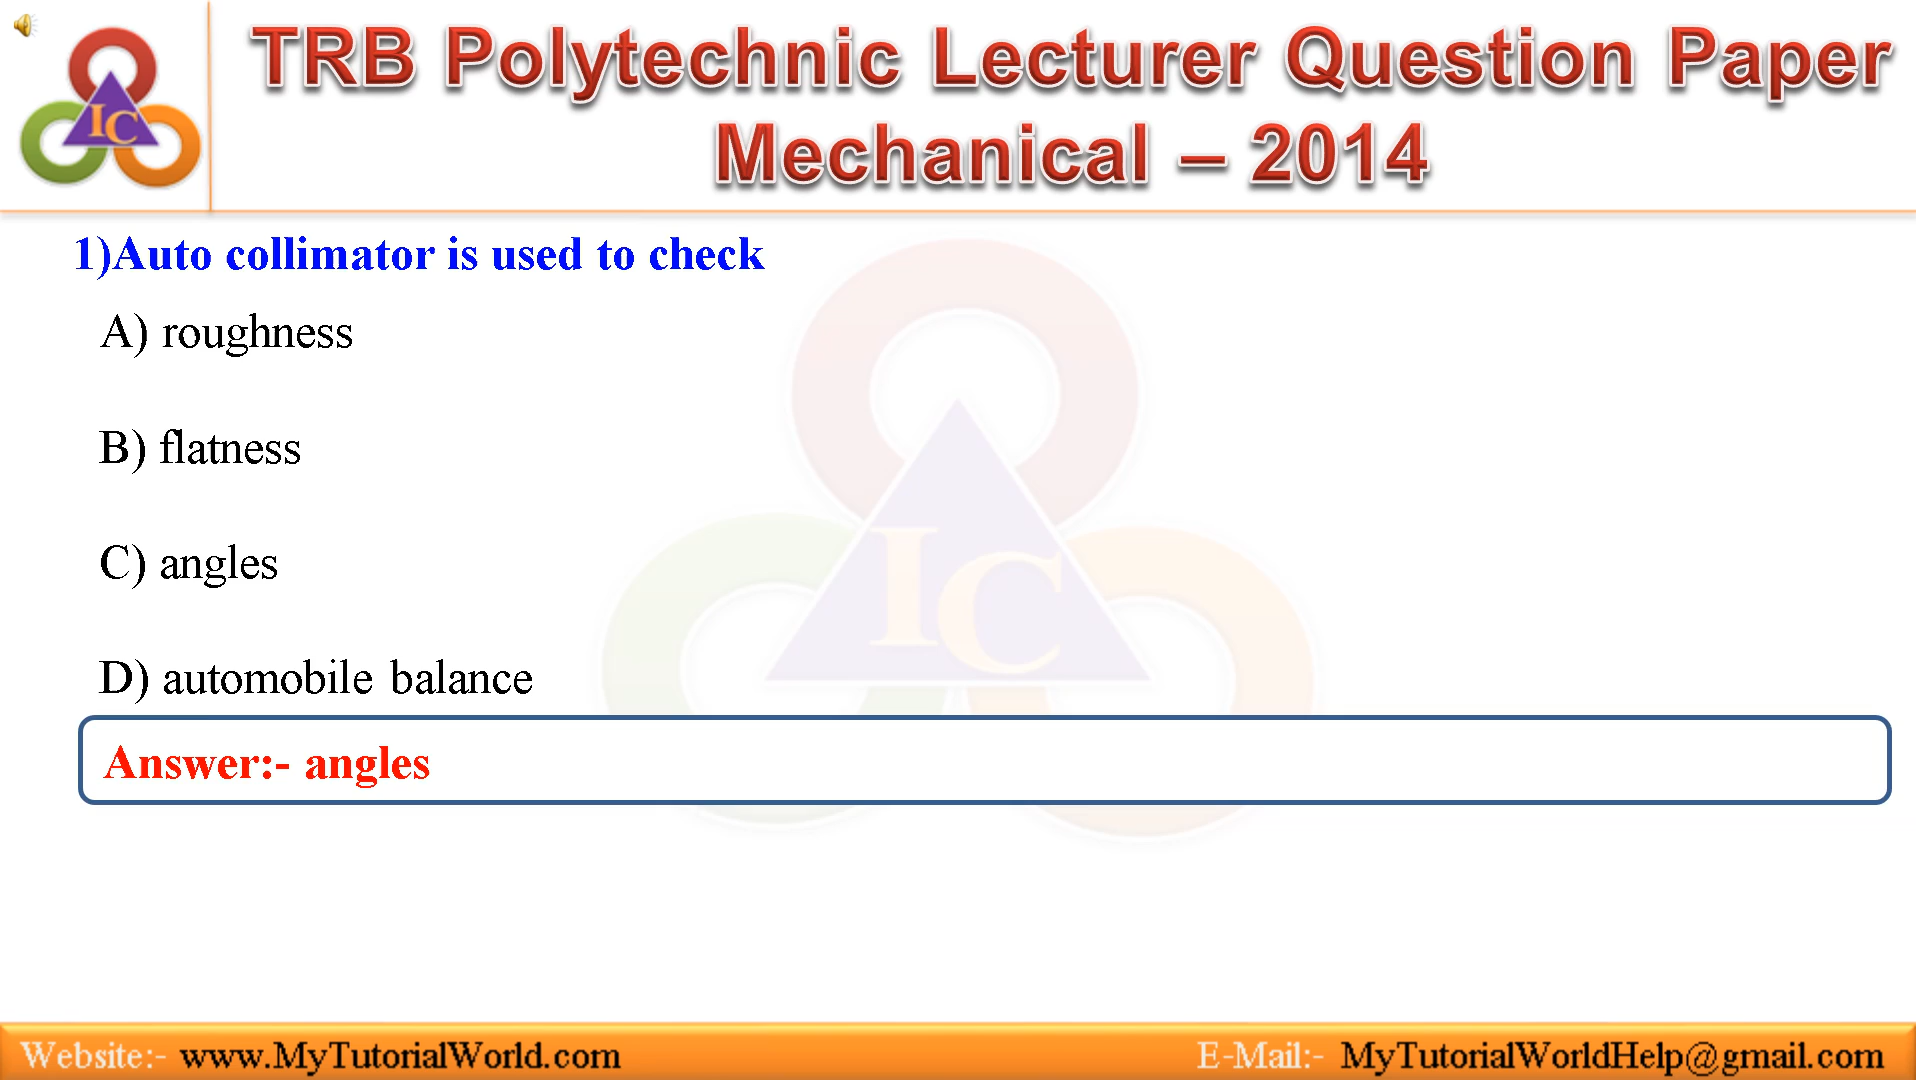 TRB Polytechnic Lecturer Question Paper
Mechanical – 2014
IC
1)Auto collimator is used to check
A) roughness
B) flatness
C) angles
D) automobile balance
IC
Answer:- angles
Website:- www.MyTutorialWorld.com
E-Mail:- MyTutorialWorldHelp@gmail.com